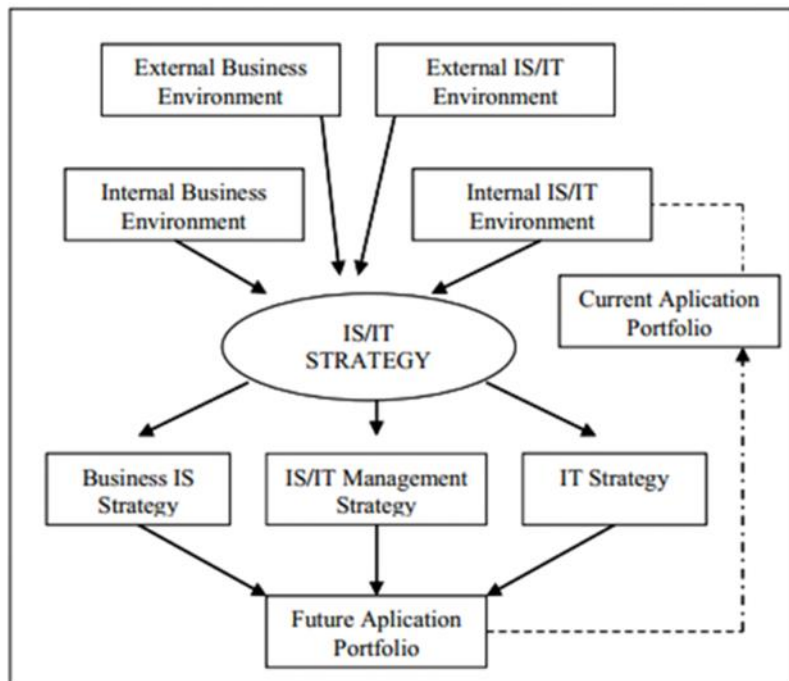 External Business
Environment
External IS/IT
Environment
Internal Business
Environment
Internal IS/IT
Environment
Current Aplication
Portfolio
IS/IT
STRATEGY
Business IS
Strategy
IS/IT Management
Strategy
IT Strategy
Future Aplication
Portfolio